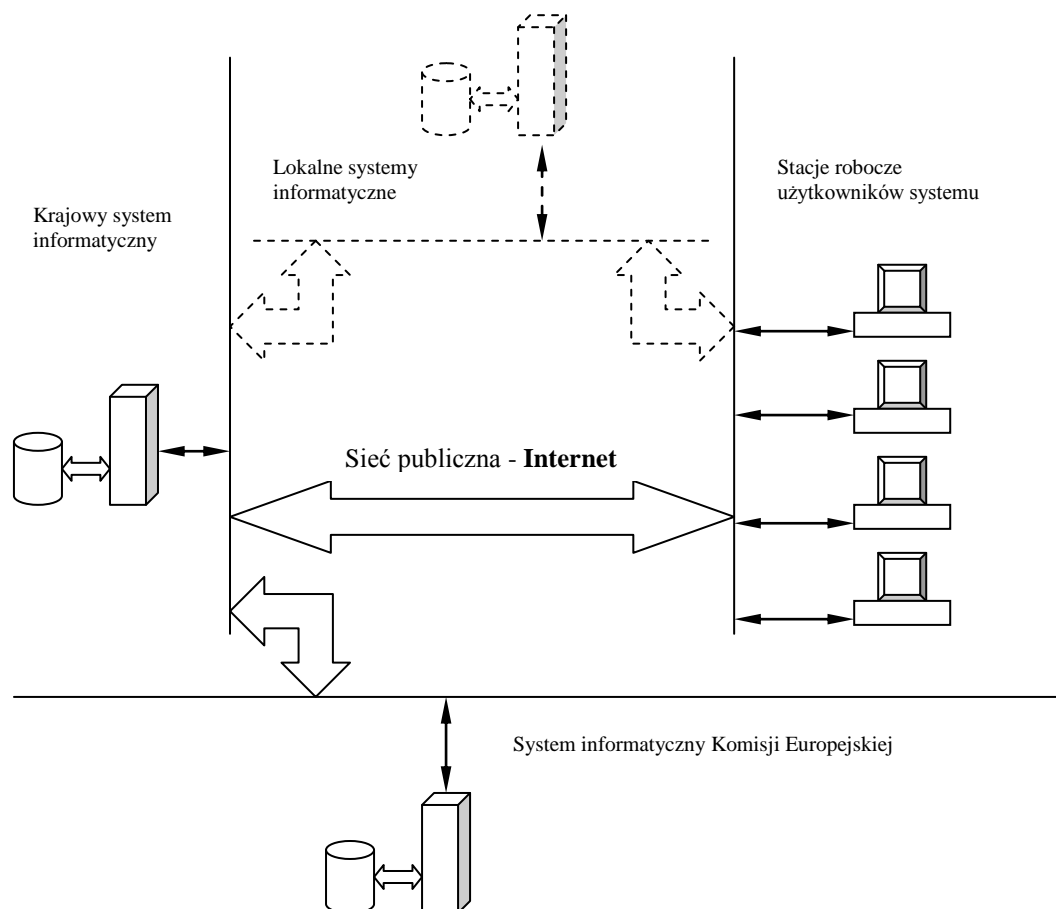 Lokalne systemy
informatyczne
Stacje robocze
użytkowników systemu
Krajowy system
informatyczny
Sieć publiczna - Internet
System informatyczny Komisji Europejskiej